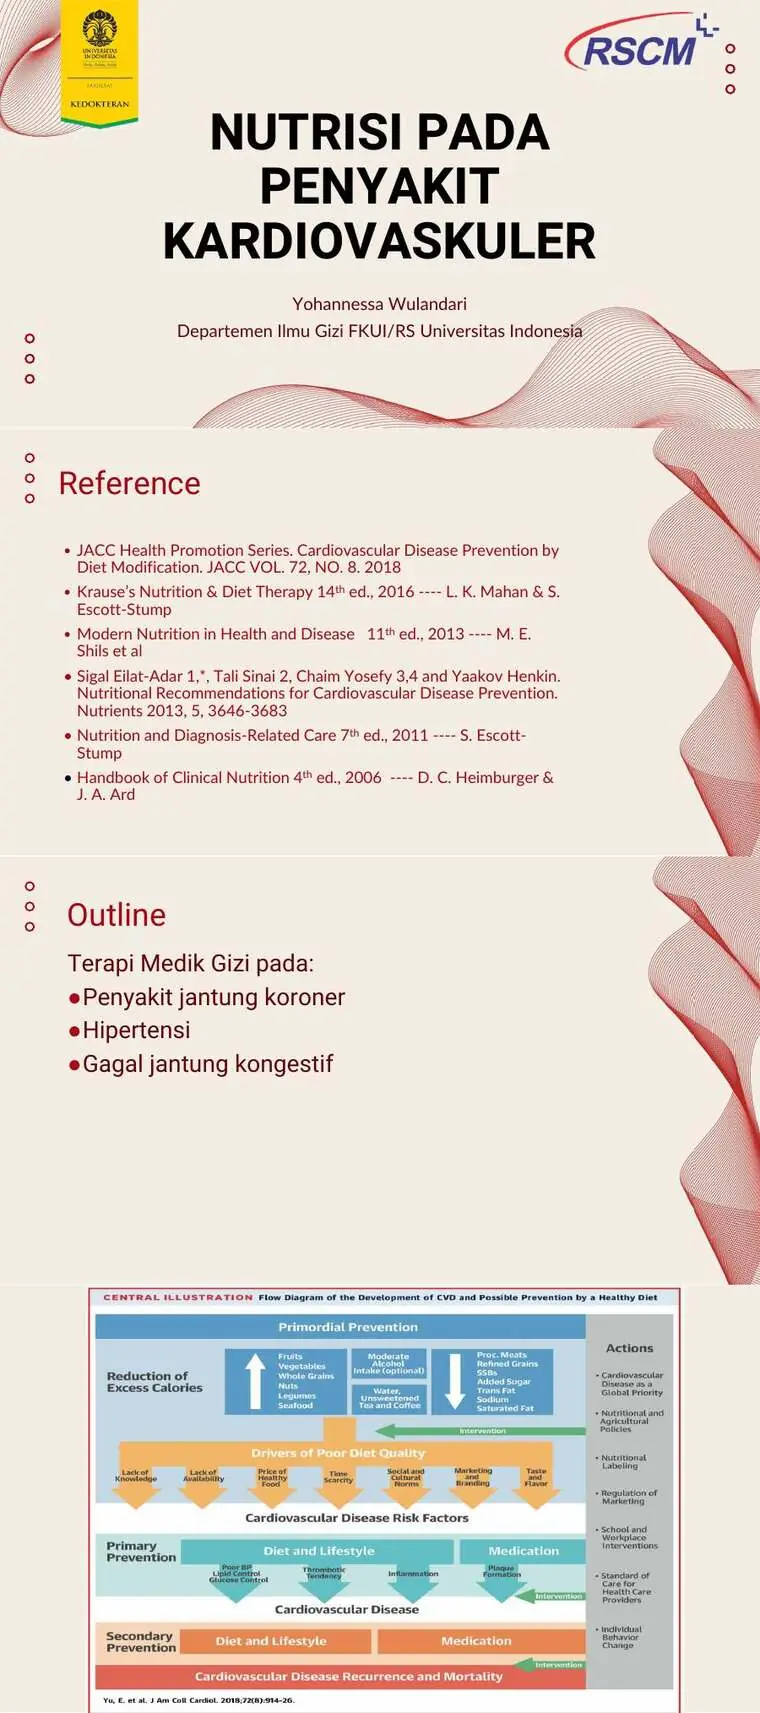 UNIVERSITAS
INDONESIA
FAKULTAS
KEDOKTERAN
RSCM
NUTRISI PADA
PENYAKIT
KARDIOVASKULER
Yohannessa Wulandari
Departemen Ilmu Gizi FKUI/RS Universitas Indonesia
Reference
• JACC Health Promotion Series. Cardiovascular Disease Prevention by
Diet Modification. JACC VOL. 72, NO. 8. 2018
• Krause's Nutrition & Diet Therapy 14th ed., 2016 ---- L. K. Mahan & S.
Escott-Stump
• Modern Nutrition in Health and Disease 11th ed., 2013 ---- M. E.
Shils et al
• Sigal Eilat-Adar 1,*, Tali Sinai 2, Chaim Yosefy 3,4 and Yaakov Henkin.
Nutritional Recommendations for Cardiovascular Disease Prevention.
Nutrients 2013, 5, 3646-3683
• Nutrition and Diagnosis-Related Care 7th ed., 2011 ---- S. Escott-
Stump
• Handbook of Clinical Nutrition 4th ed., 2006 ---- D. C. Heimburger &
J. A. Ard
Outline
Terapi Medik Gizi pada:
●Penyakit jantung koroner
●Hipertensi
●Gagal jantung kongestif
CENTRAL ILLUSTRATION Flow Diagram of the Development of CVD and Possible Prevention by a Healthy Diet
Primordial Prevention
Reduction of
Excess Calories
Fruits
Vegetables
Whole Grains
Nuts
Legumes
Seafood
Moderate
Alcohol
Intake (optional)
Water,
Unsweetened
Tea and Coffee
Proc. Meats
Refined Grains
SSBs
Added Sugar
Trans Fat
Sodium
Saturated Fat
Intervention
Drivers of Poor Diet Quality
Lack of
Knowledge
Lack of
Availability
Price of
Healthy
Food
Time
Scarcity
Social and
Cultural
Norms
Marketing
and
Branding
Taste
and
Flavor
Cardiovascular Disease Risk Factors
Primary
Prevention
Diet and Lifestyle
Medication
Poor BP
Lipid Control
Glucose Control
Thrombotic
Tendency
Inflammation
Plaque
Formation
Intervention
Cardiovascular Disease
Secondary
Prevention
Diet and Lifestyle
Medication
Intervention
Cardiovascular Disease Recurrence and Mortality
Actions
• Cardiovascular
Disease as a
Global Priority
• Nutritional and
Agricultural
Policies
• Nutritional
Labeling
• Regulation of
Marketing
• School and
Workplace
Interventions
• Standard of
Care for
Health Care
Providers
• Individual
Behavior
Change
Yu, E. et al. J Am Coll Cardiol. 2018;72(8):914-26.